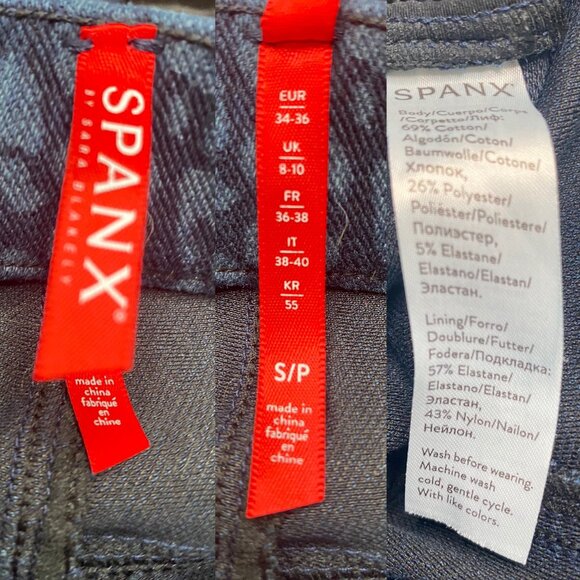 SPANX®
BY SARA BLAKELY
made in
china
fabriqué
en
chine
EUR
34-36
UK
8-10
FR
36-38
IT
38-40
KR
55
S/P
made in
china
fabriqué
en
chine
SPANX®
Body/Cuerpo/Corps
/Corpetto/Лиф:
69% Cotton/
Algodón/Coton/
Baumwolle/Cotone/
Хлопок,
26% Polyester/
Poliéster/Poliestere/
Полиэстер,
5% Elastane/
Elastano/Elastan/
Эластан.
Lining/Forro/
Doublure/Futter/
Fodera/Подкладка:
57% Elastane/
Elastano/Elastan/
Эластан,
43% Nylon/Nailon/
Нейлон.
Wash before wearing.
Machine wash
cold, gentle cycle.
With like colors.